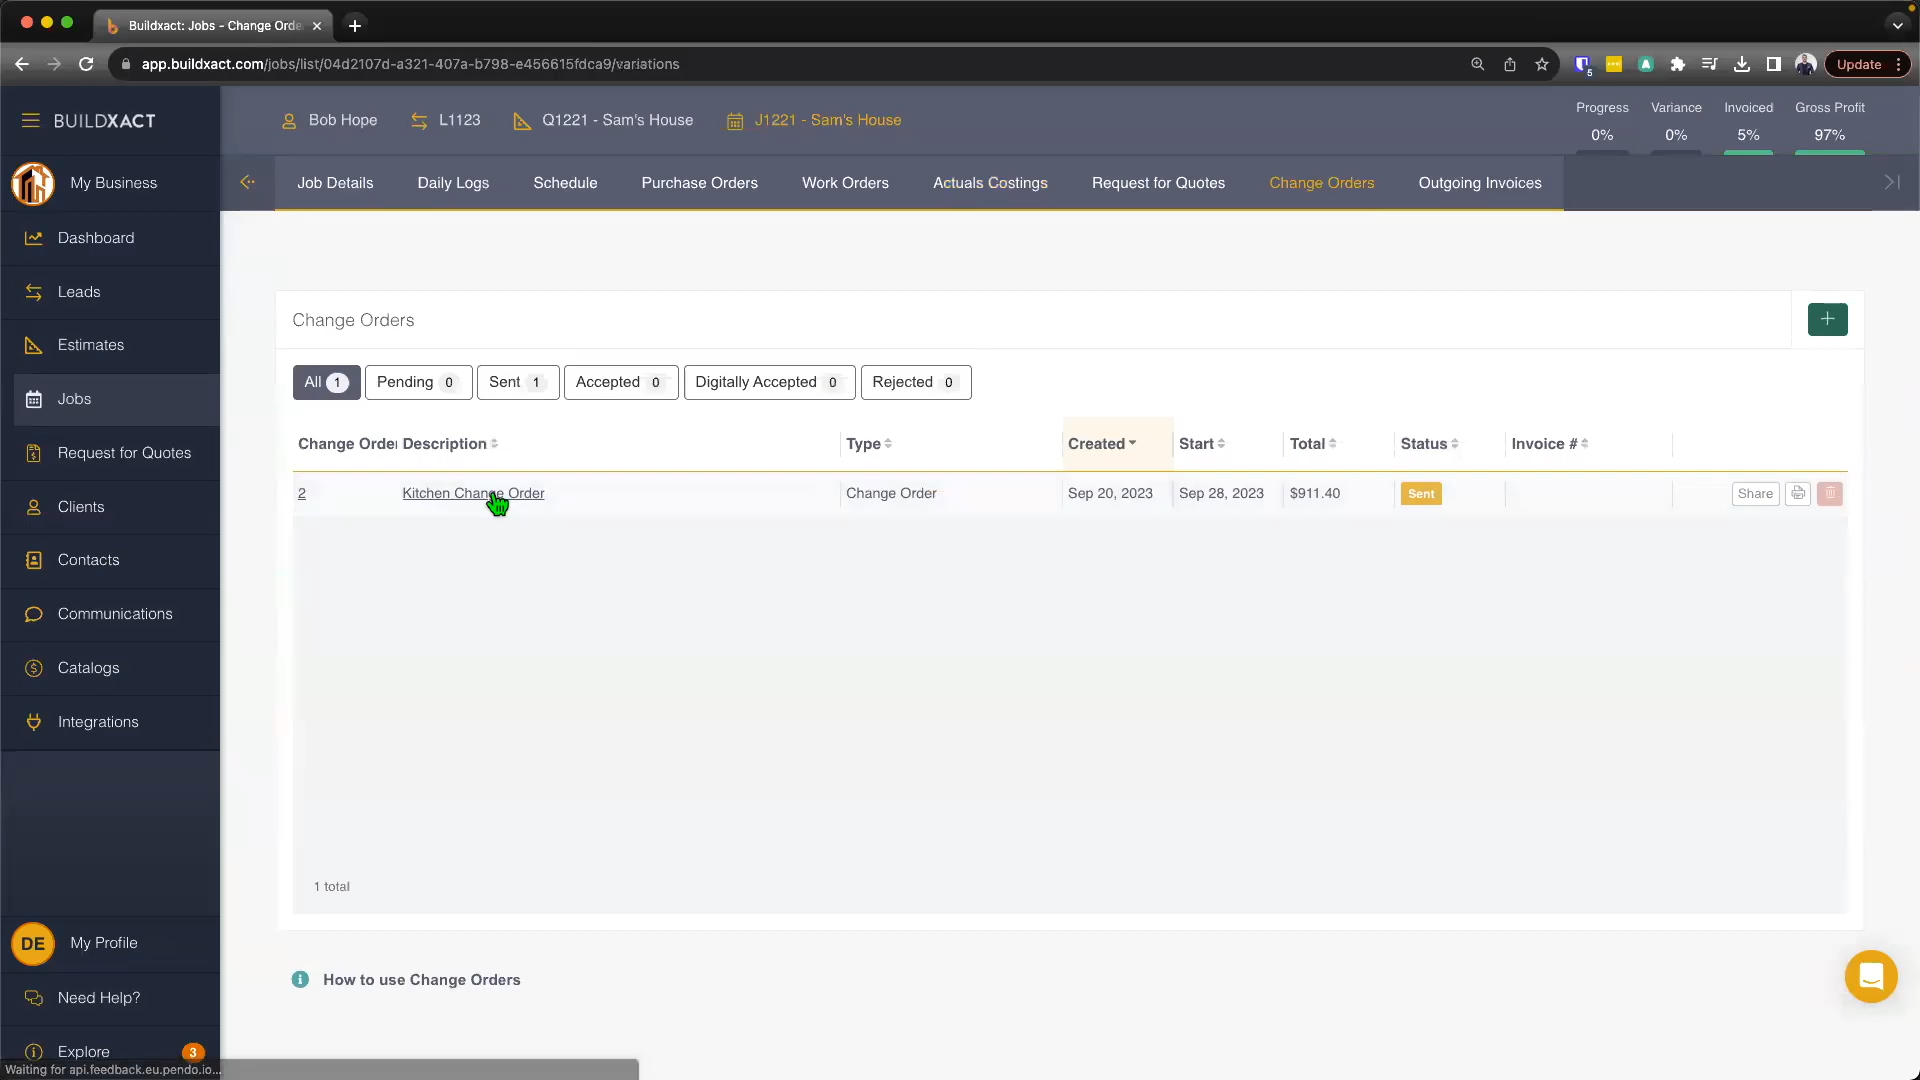 Buildxact: Jobs - Change Orde
app.buildxact.com/jobs/list/04d2107d-a321-407a-b798-e456615fdca9/variations
5
Update
BUILDXACT
Bob Hope
L1123
Q1221 - Sam's House
J1221 - Sam's House
Progress
0%
Variance
0%
Invoiced
5%
Gross Profit
97%
My Business
Dashboard
Leads
Estimates
Jobs
Request for Quotes
Clients
Contacts
Communications
Catalogs
Integrations
DE My Profile
Need Help?
Explore 3
Job Details Daily Logs Schedule Purchase Orders Work Orders Actuals Costings Request for Quotes Change Orders Outgoing Invoices
Change Orders
All 1 Pending 0 Sent 1 Accepted 0 Digitally Accepted 0 Rejected 0
Change Order Description Type Created Start Total Status Invoice #
2 Kitchen Change Order Change Order Sep 20, 2023 Sep 28, 2023 $911.40 Sent Share
1 total
How to use Change Orders
Waiting for api.feedback.eu.pendo.io...